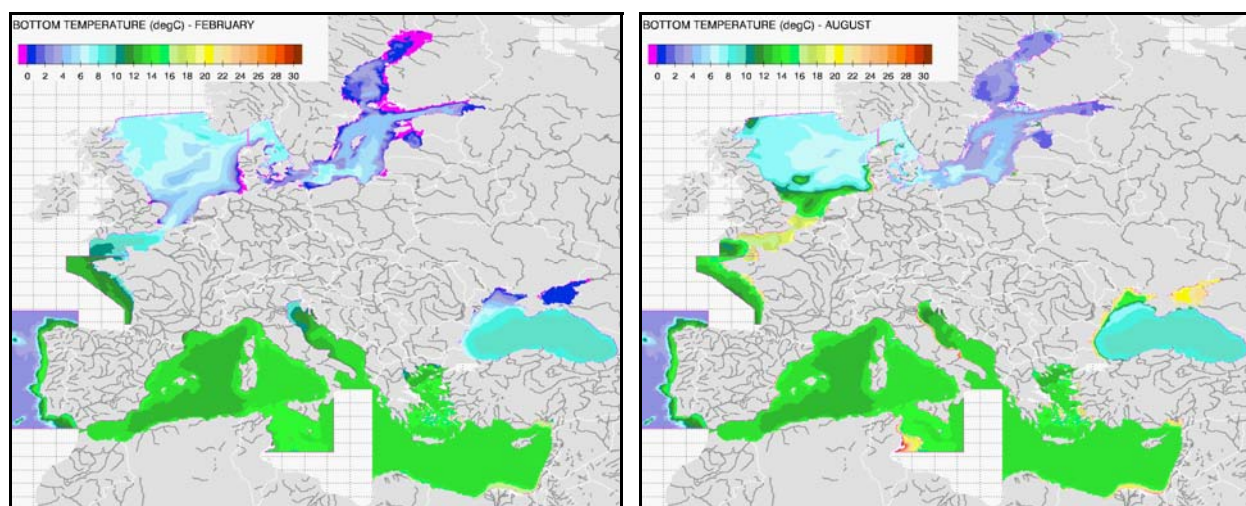 BOTTOM TEMPERATURE (degC) - FEBRUARY
0 2 4 6 8 10 12 14 16 18 20 22 24 26 28 30
BOTTOM TEMPERATURE (degC) - AUGUST
0 2 4 6 8 10 12 14 16 18 20 22 24 26 28 30